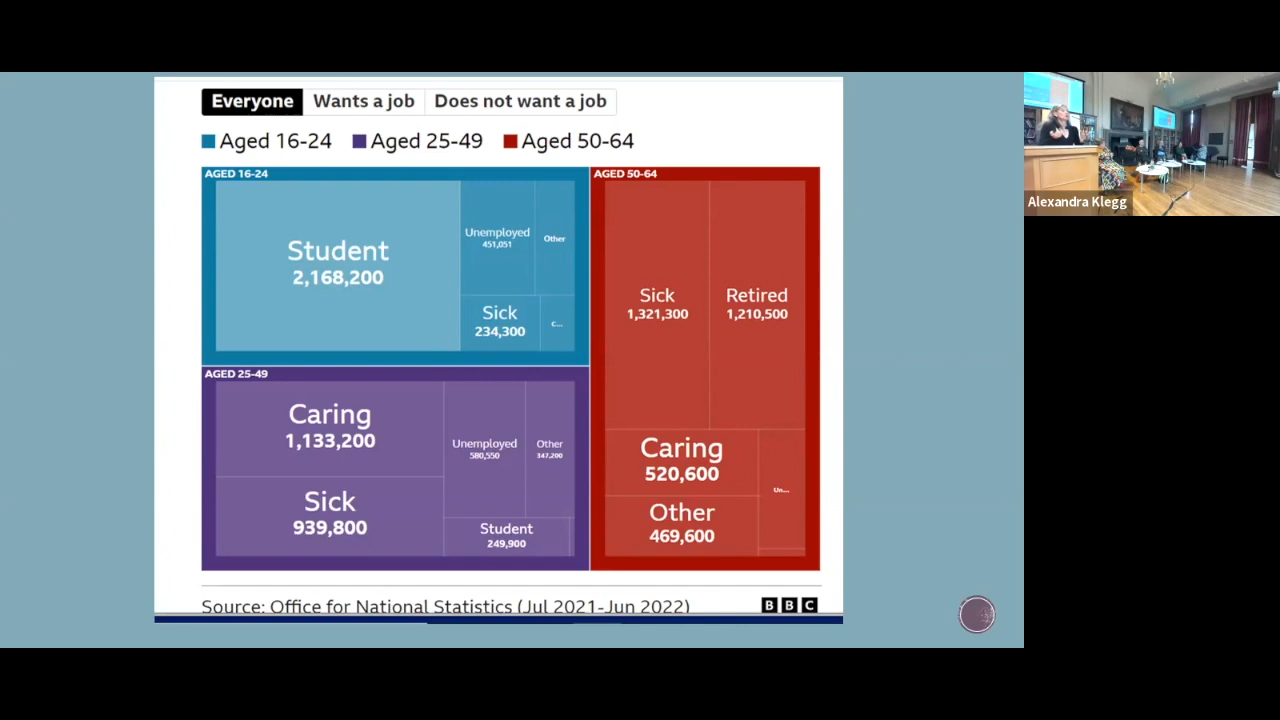 Everyone
Wants a job
Does not want a job
Aged 16-24
Aged 25-49
Aged 50-64
AGED 16-24
Student
2,168,200
Unemployed
451,051
Other
Sick
234,300
C...
AGED 25-49
Caring
1,133,200
Sick
939,800
Unemployed
580,550
Other
347,200
Student
249,900
AGED 50-64
Sick
1,321,300
Retired
1,210,500
Caring
520,600
Other
469,600
Un...
Source: Office for National Statistics (Jul 2021-Jun 2022)
BBC
Alexandra Klegg